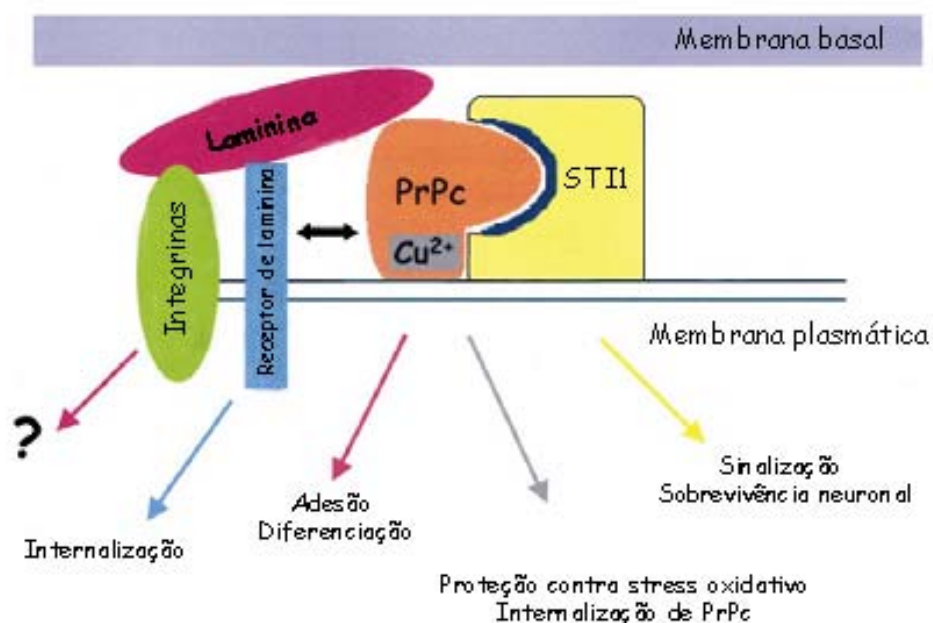 Membrana basal
Laminina
PrPc
STI1
Cu²⁺
Integrinas
Receptor de laminina
Membrana plasmática
?
Sinalização
Sobrevivência neuronal
Adesão
Diferenciação
Internalização
Proteção contra stress oxidativo
Internalização de PrPc